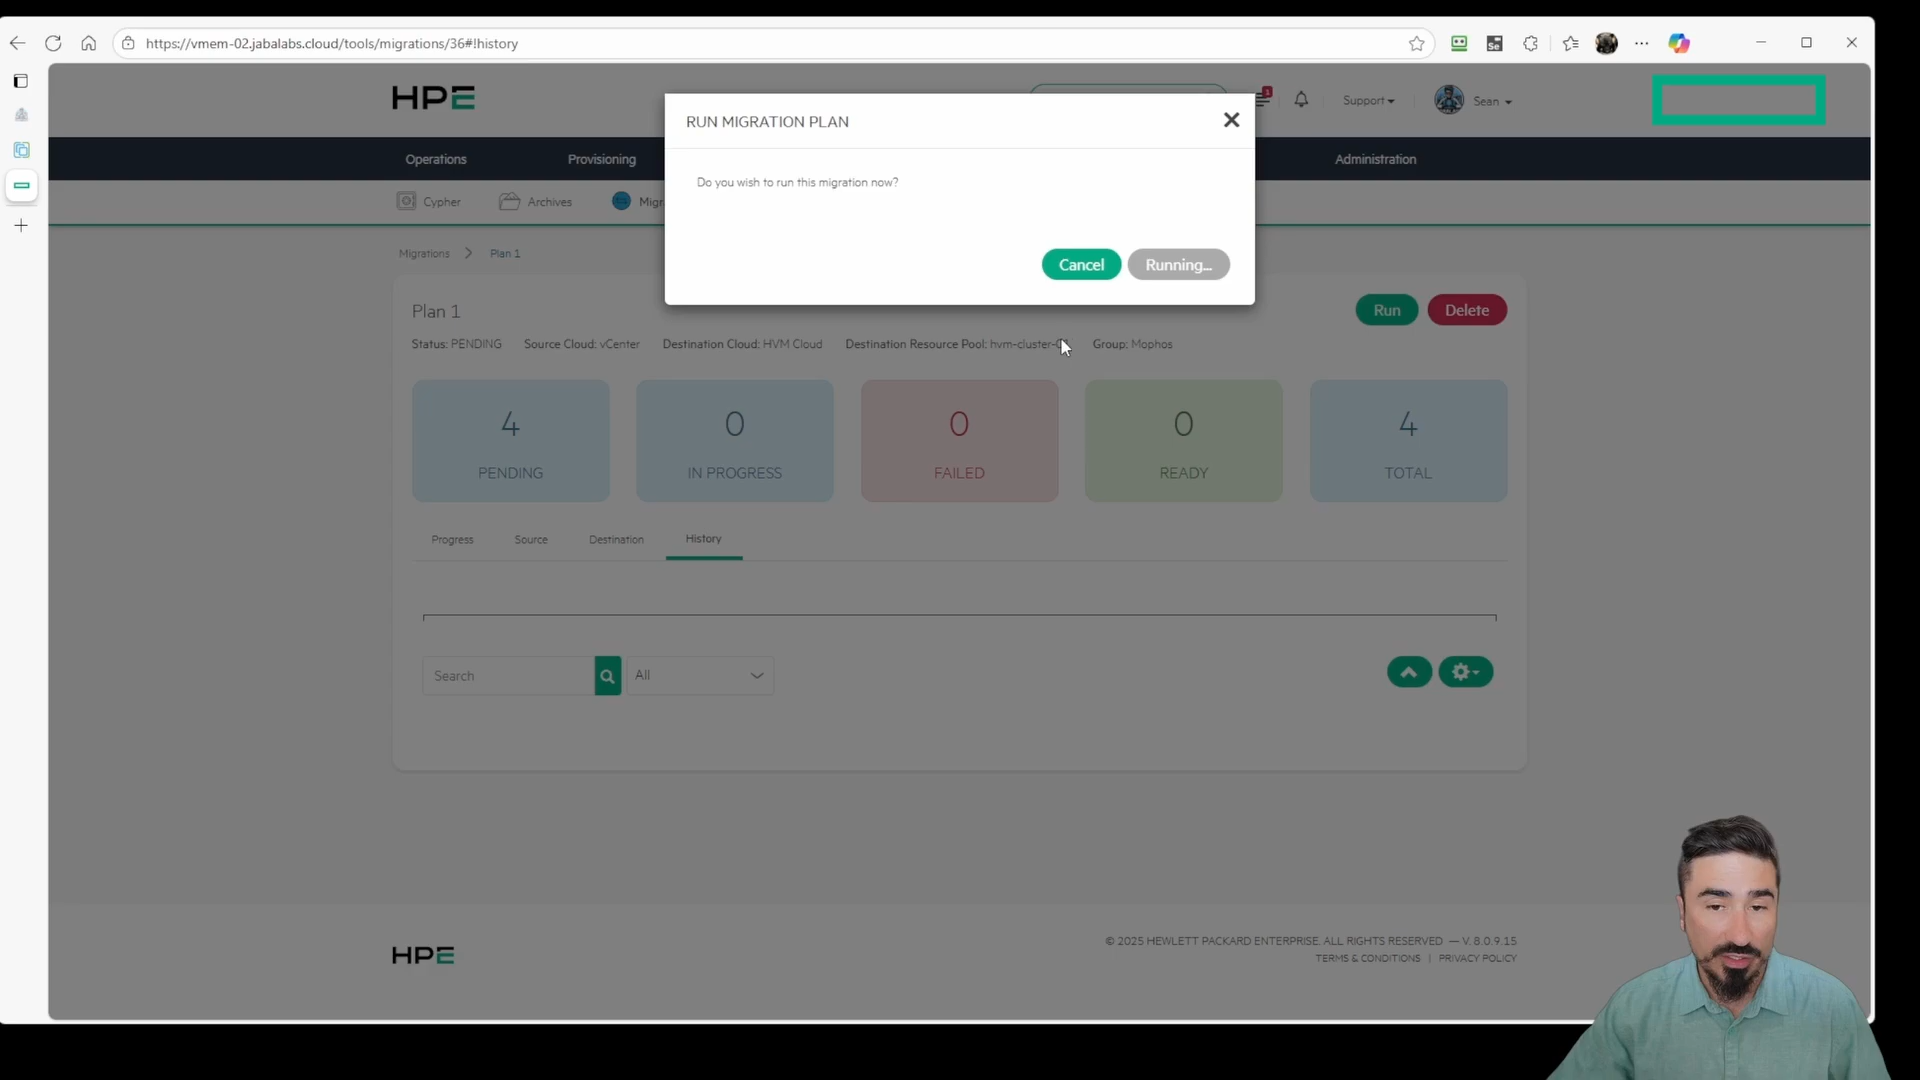 https://vmem-02.jabalabs.cloud/tools/migrations/36#!history
HPE
1
Support
Sean
RUN MIGRATION PLAN
Do you wish to run this migration now?
Cancel
Running...
Operations
Provisioning
Administration
Cypher
Archives
Migrations
Plan 1
Plan 1
Run
Delete
Status: PENDING
Source Cloud: vCenter
Destination Cloud: HVM Cloud
Destination Resource Pool: hvm-cluster-
Group: Mophos
4
PENDING
0
IN PROGRESS
0
FAILED
0
READY
4
TOTAL
Progress
Source
Destination
History
Search
All
HPE
© 2025 HEWLETT PACKARD ENTERPRISE. ALL RIGHTS RESERVED — V. 8.0.9.15
TERMS & CONDITIONS | PRIVACY POLICY